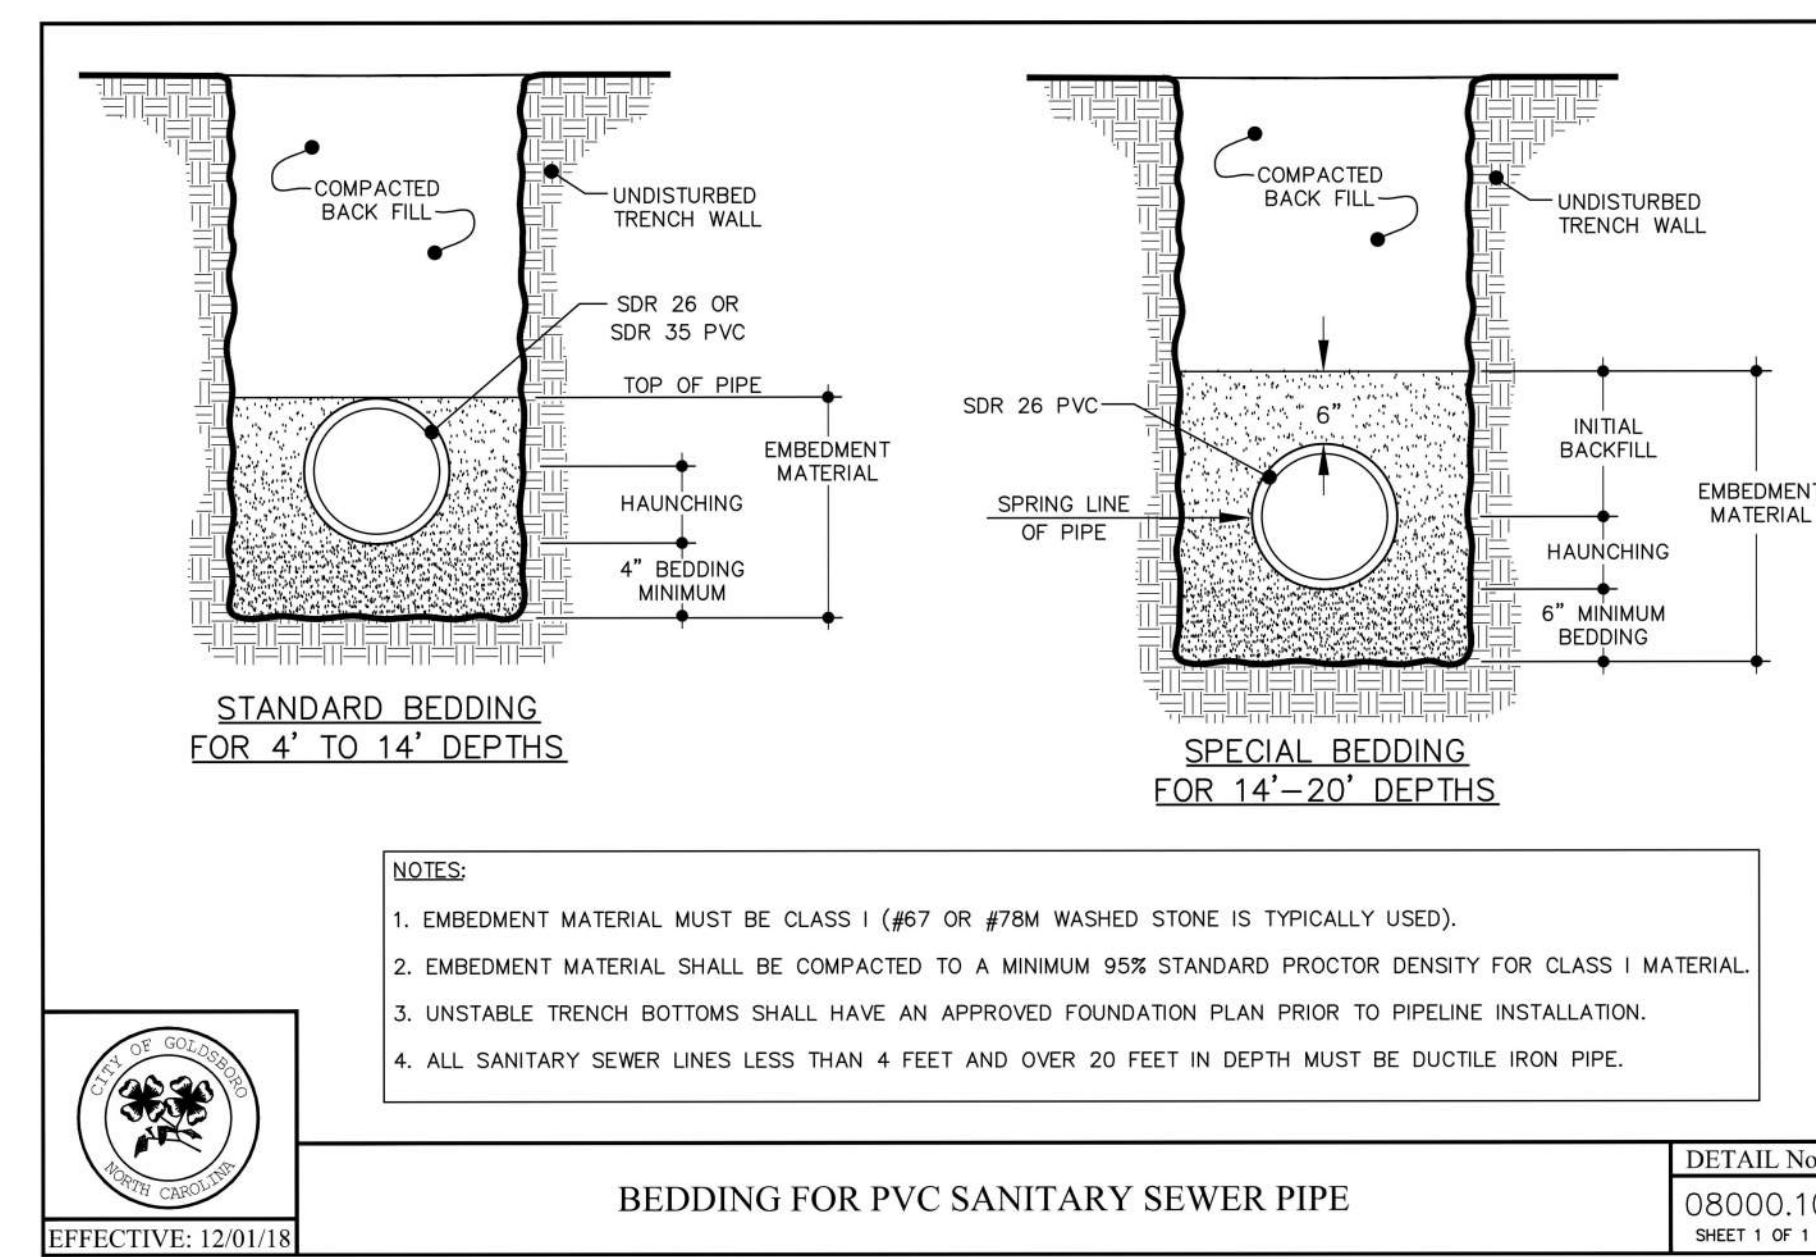 COMPACTED
BACK FILL
UNDISTURBED
TRENCH WALL
SDR 26 OR
SDR 35 PVC
TOP OF PIPE
EMBEDMENT
MATERIAL
HAUNCHING
4" BEDDING
MINIMUM
STANDARD BEDDING
FOR 4' TO 14' DEPTHS
COMPACTED
BACK FILL
UNDISTURBED
TRENCH WALL
SDR 26 PVC
6"
SPRING LINE
OF PIPE
INITIAL
BACKFILL
EMBEDMENT
MATERIAL
HAUNCHING
6" MINIMUM
BEDDING
SPECIAL BEDDING
FOR 14'-20' DEPTHS
NOTES:
1. EMBEDMENT MATERIAL MUST BE CLASS I (#67 OR #78M WASHED STONE IS TYPICALLY USED).
2. EMBEDMENT MATERIAL SHALL BE COMPACTED TO A MINIMUM 95% STANDARD PROCTOR DENSITY FOR CLASS I MATERIAL.
3. UNSTABLE TRENCH BOTTOMS SHALL HAVE AN APPROVED FOUNDATION PLAN PRIOR TO PIPELINE INSTALLATION.
4. ALL SANITARY SEWER LINES LESS THAN 4 FEET AND OVER 20 FEET IN DEPTH MUST BE DUCTILE IRON PIPE.
CITY OF GOLDSBORO
NORTH CAROLINA
EFFECTIVE: 12/01/18
BEDDING FOR PVC SANITARY SEWER PIPE
DETAIL No
08000.10
SHEET 1 OF 1